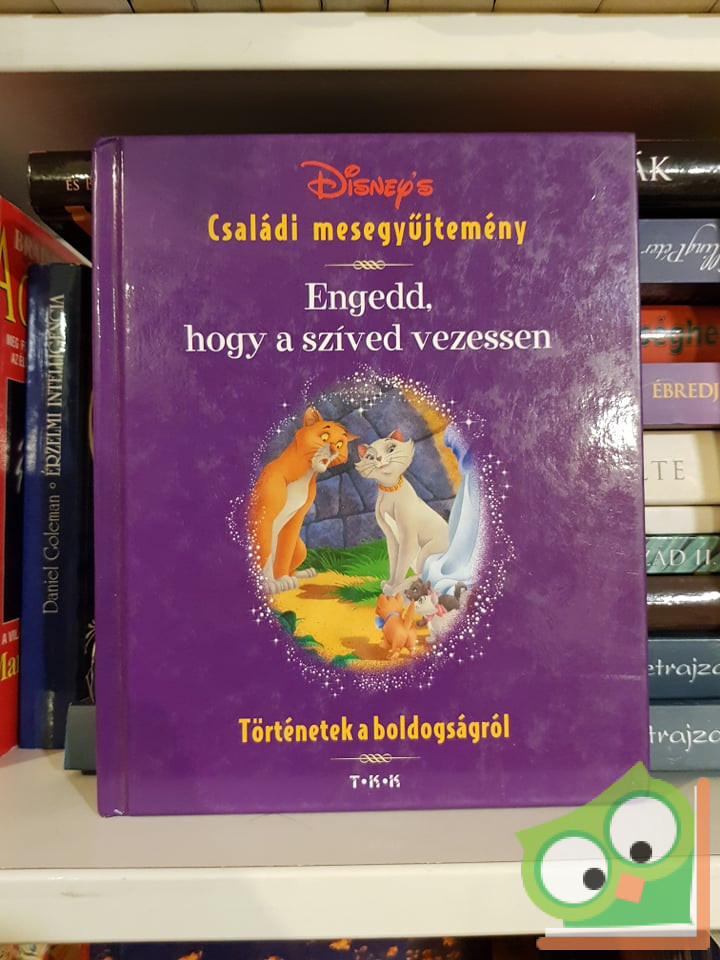 Disney's
Családi mesegyűjtemény
Engedd,
hogy a szíved vezessen
Történetek a boldogságról
T•K•K
Daniel Goleman • ÉRZELMI INTELLIGENCIA
ÉBREDJ